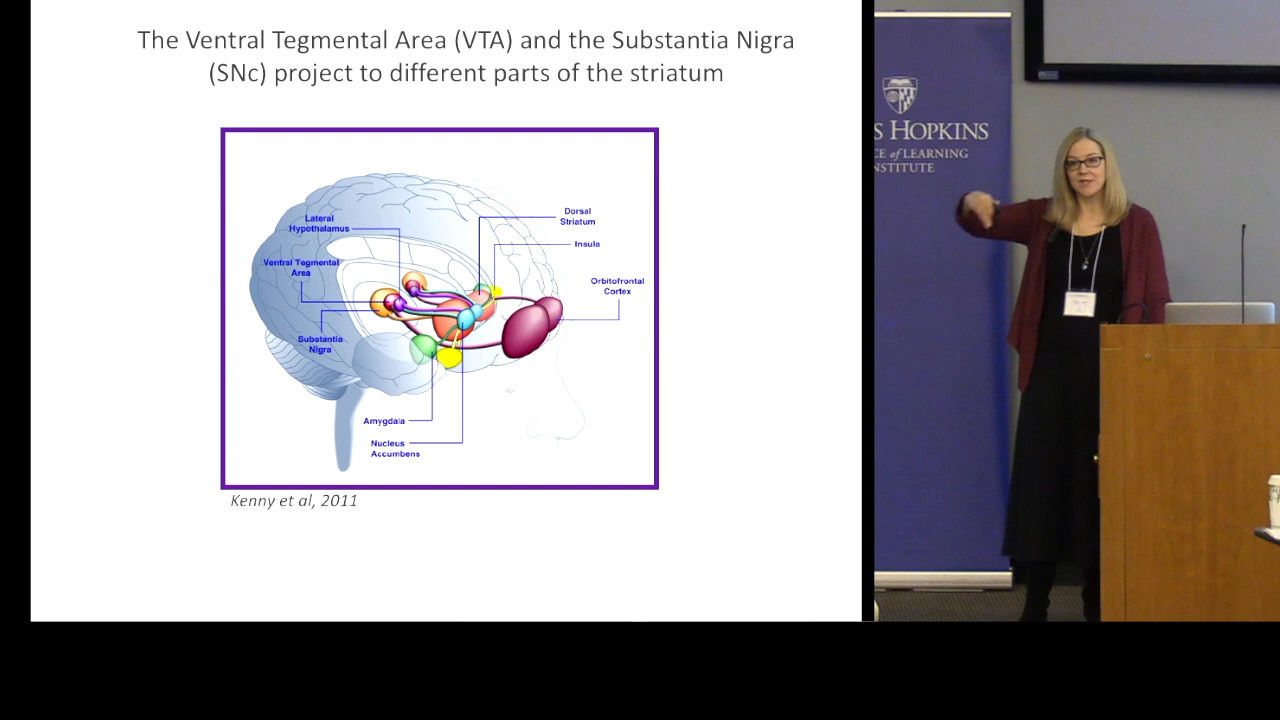 The Ventral Tegmental Area (VTA) and the Substantia Nigra
(SNc) project to different parts of the striatum
Lateral
Hypothalamus
Dorsal
Striatum
Insula
Ventral Tegmental
Area
Orbitofrontal
Cortex
Substantia
Nigra
Amygdala
Nucleus
Accumbens
Kenny et al, 2011
S HOPKINS
CE of LEARNING
NSTITUTE